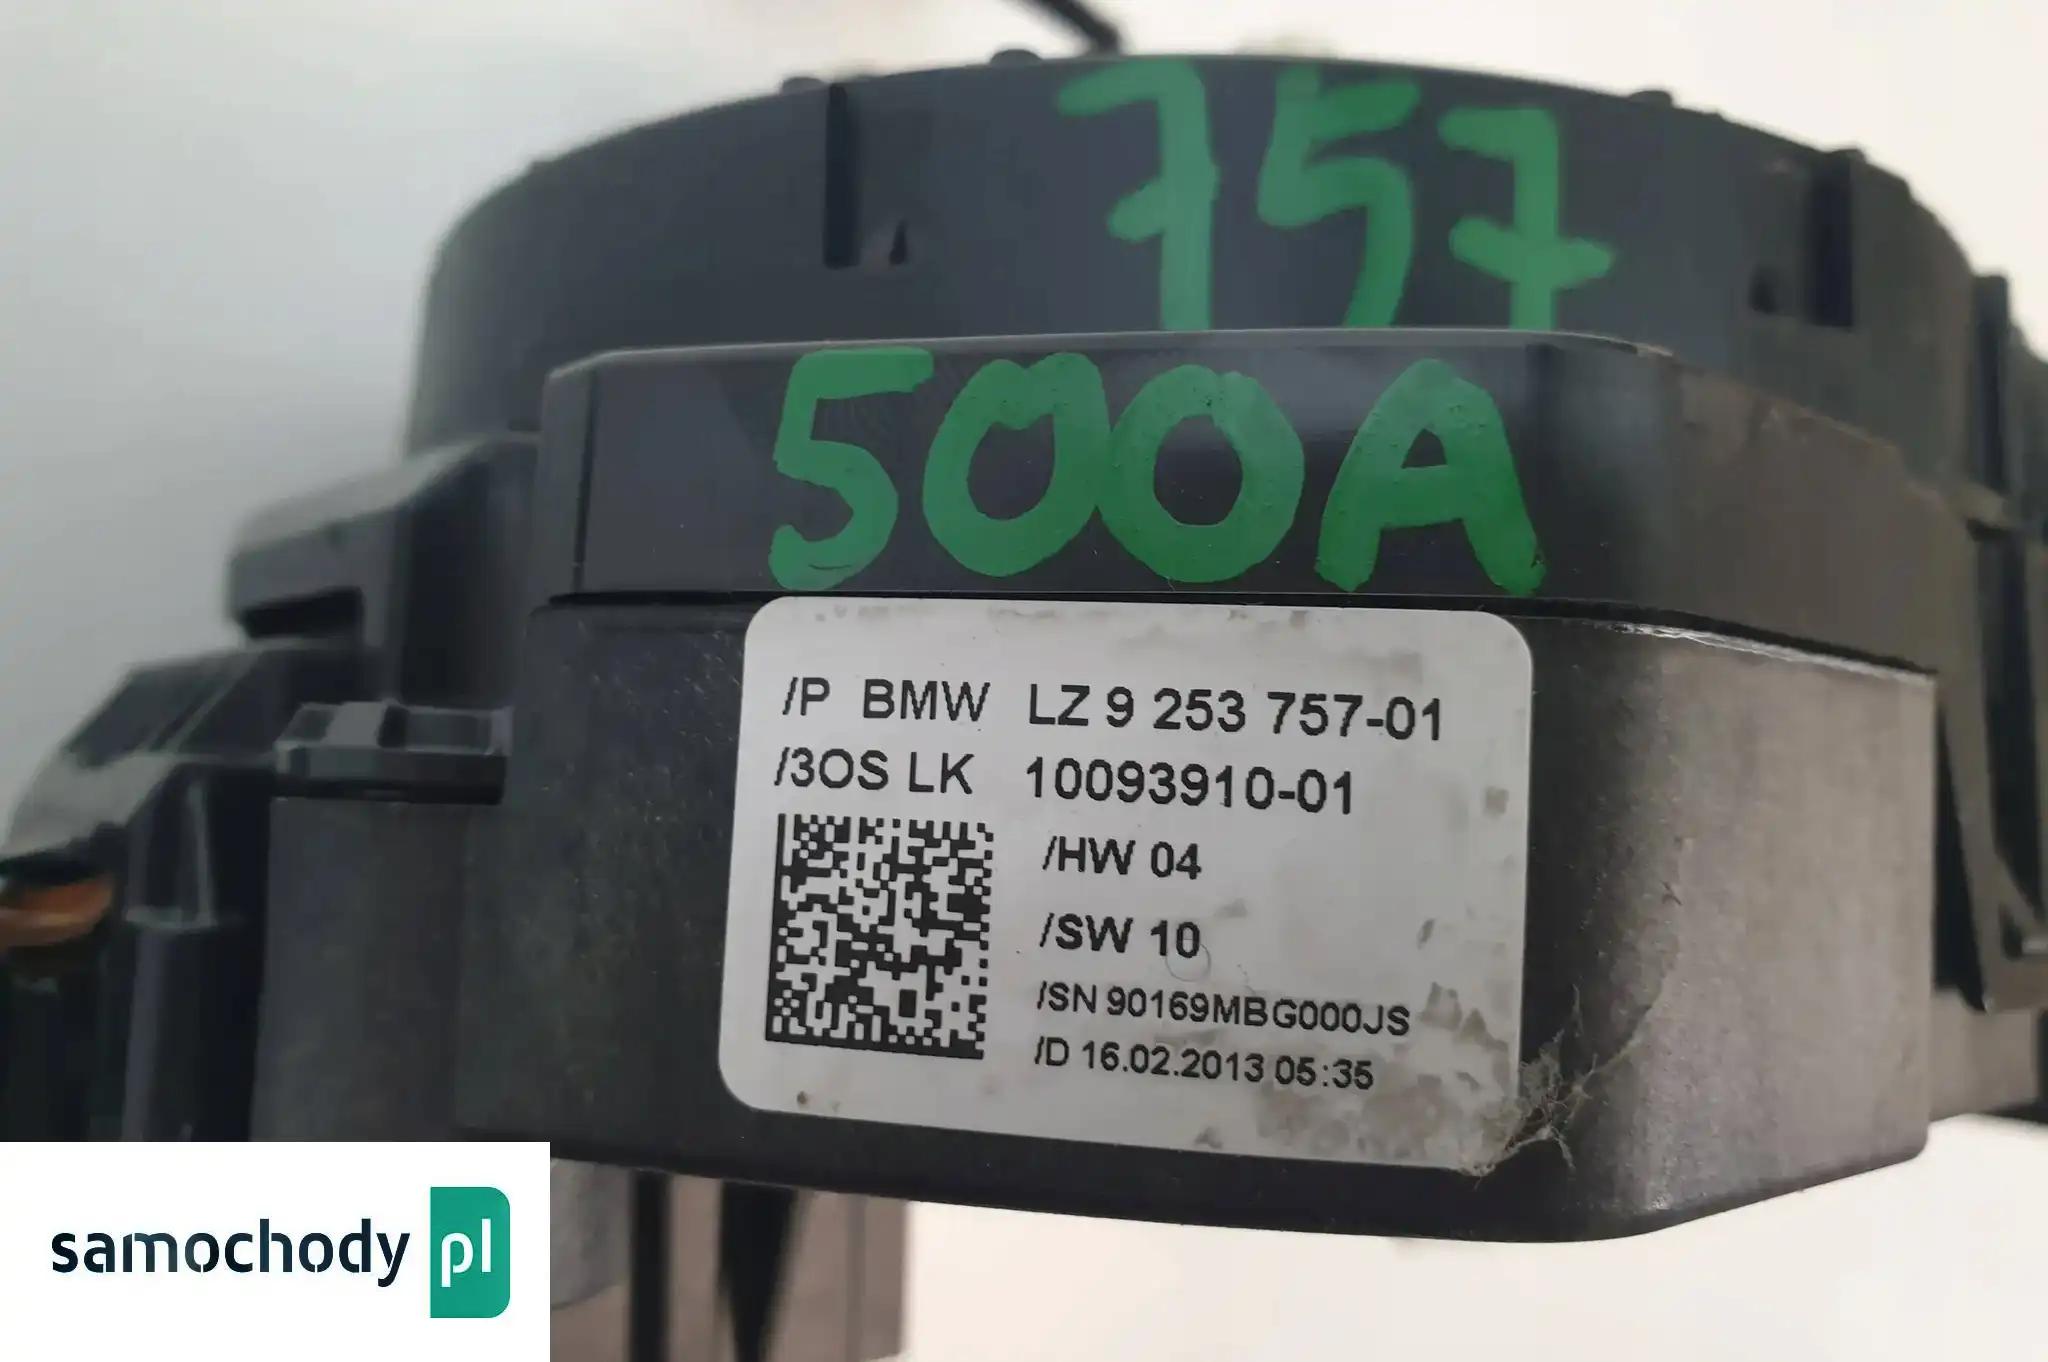 757
500A
/P BMW LZ 9 253 757-01
/3OS LK 10093910-01
/HW 04
/SW 10
/SN 90169MBG000JS
/D 16.02.2013 05:35
samochody pl